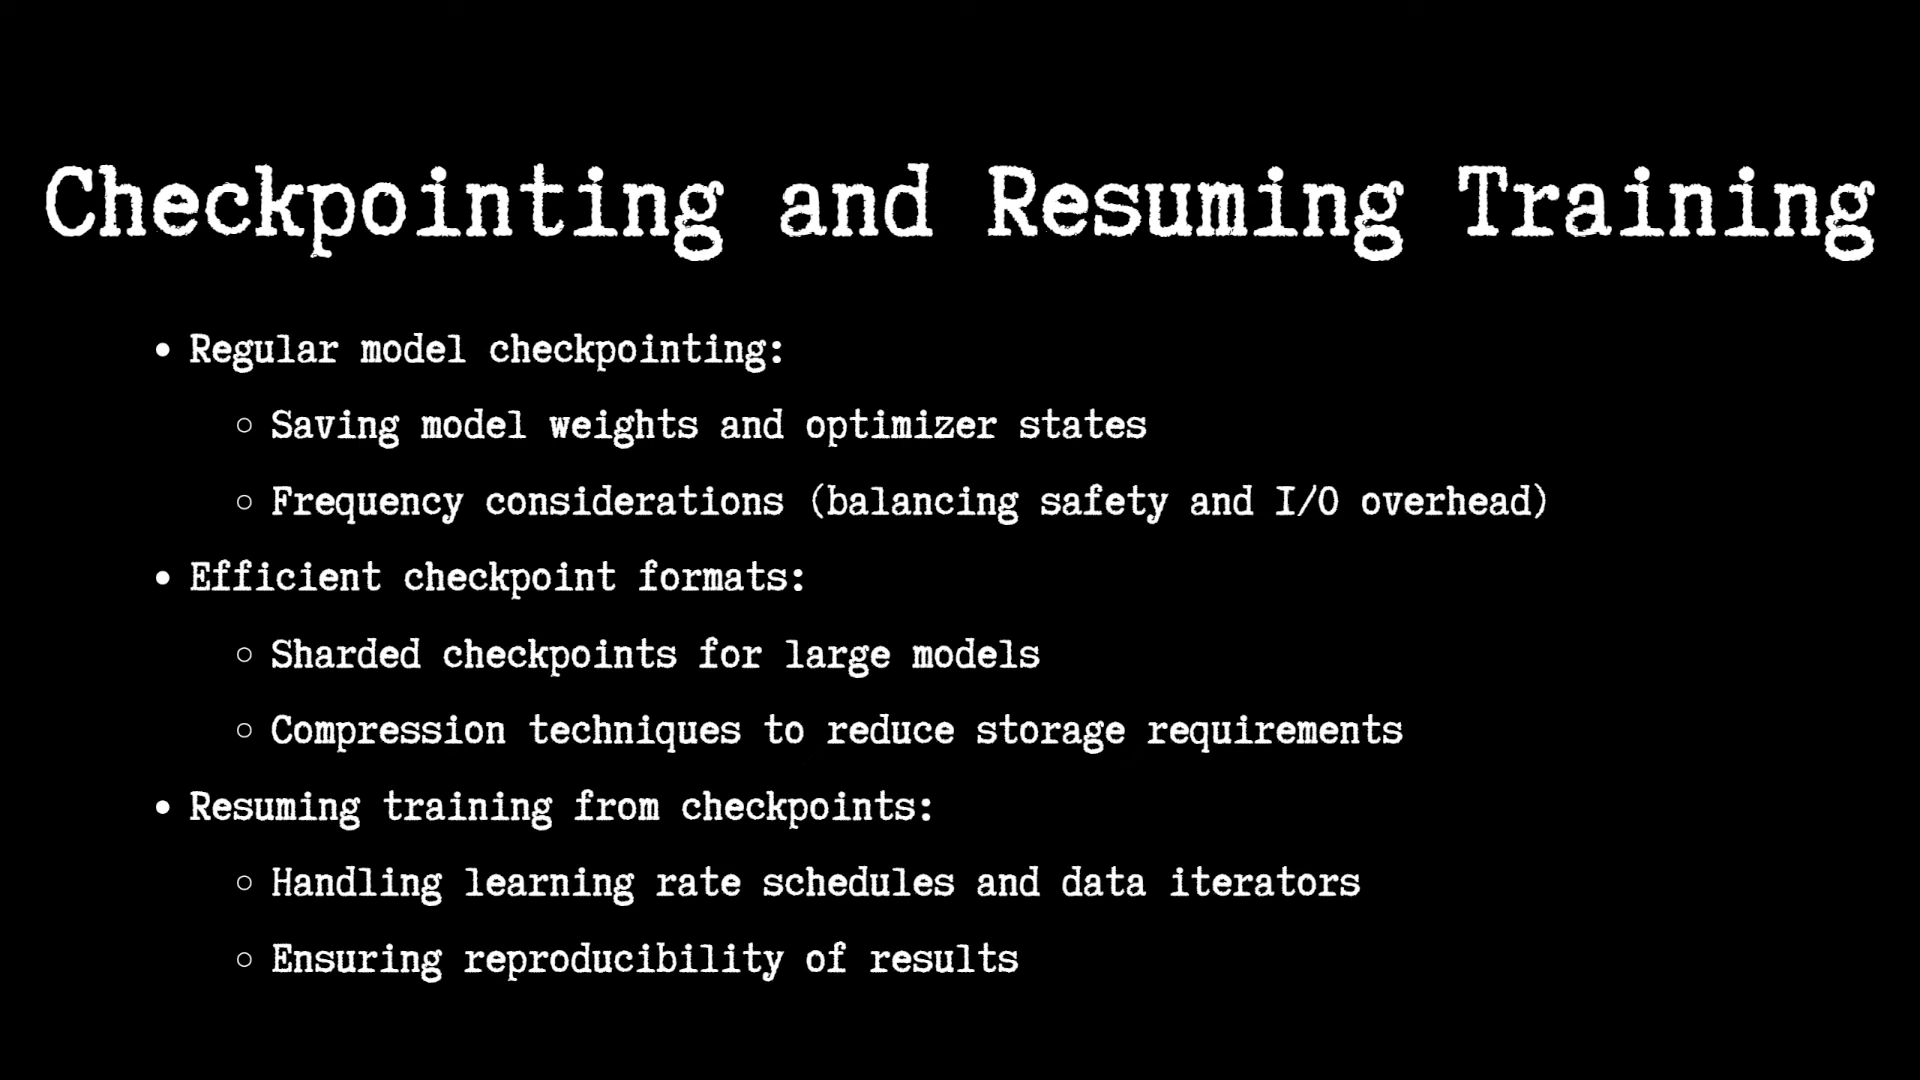 Checkpointing and Resuming Training
• Regular model checkpointing:
○ Saving model weights and optimizer states
○ Frequency considerations (balancing safety and I/O overhead)
• Efficient checkpoint formats:
○ Sharded checkpoints for large models
○ Compression techniques to reduce storage requirements
• Resuming training from checkpoints:
○ Handling learning rate schedules and data iterators
○ Ensuring reproducibility of results